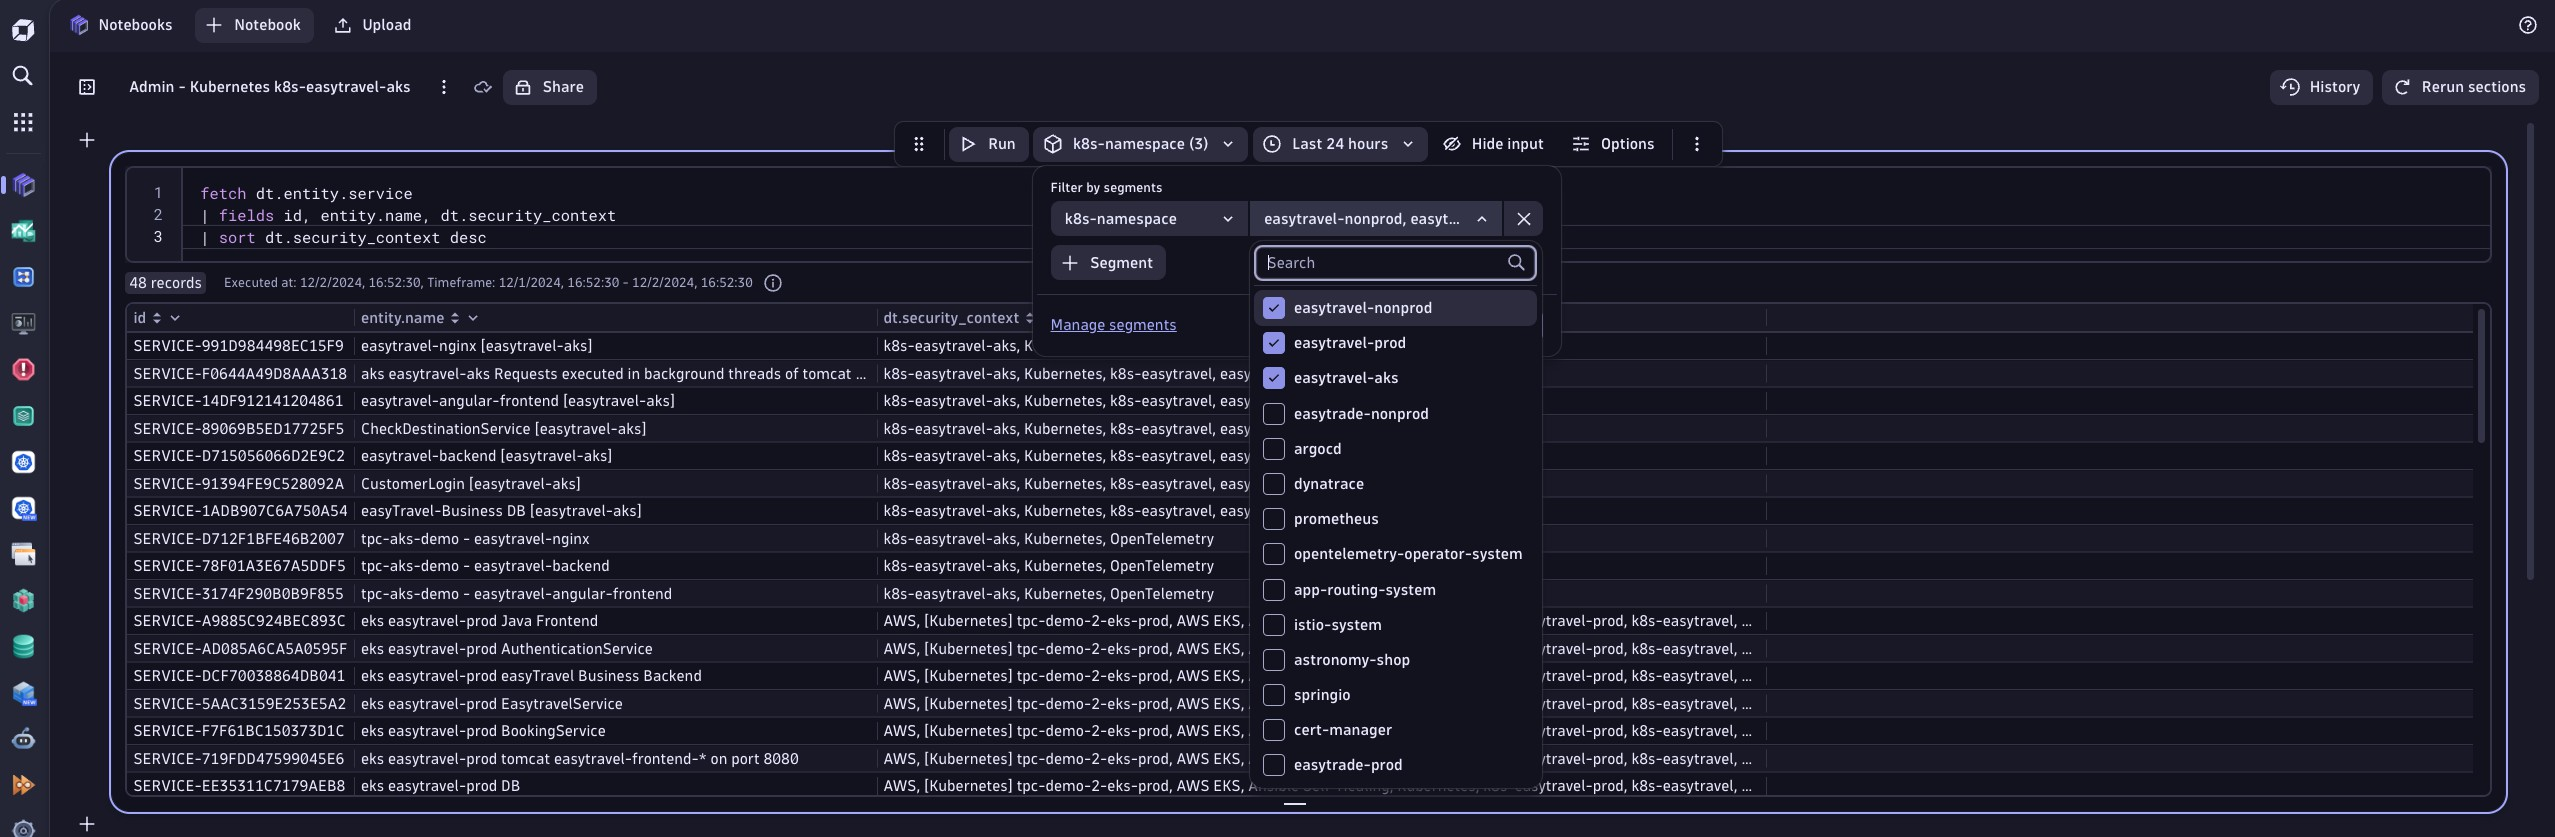 Notebooks
Notebook
Upload
Admin - Kubernetes k8s-easytravel-aks
Share
History
Rerun sections
Run
k8s-namespace (3)
Last 24 hours
Hide input
Options
1 fetch dt.entity.service
2 | fields id, entity.name, dt.security_context
3 | sort dt.security_context desc
Filter by segments
k8s-namespace
easytravel-nonprod, easyt...
Segment
Manage segments
Search
easytravel-nonprod
easytravel-prod
easytravel-aks
easytrade-nonprod
argocd
dynatrace
prometheus
opentelemetry-operator-system
app-routing-system
istio-system
astronomy-shop
springio
cert-manager
easytrade-prod
48 records
Executed at: 12/2/2024, 16:52:30, Timeframe: 12/1/2024, 16:52:30 - 12/2/2024, 16:52:30
id entity.name dt.security_context
SERVICE-991D984498EC15F9 easytravel-nginx [easytravel-aks] k8s-easytravel-aks, K
SERVICE-F0644A49D8AAA318 aks easytravel-aks Requests executed in background threads of tomcat ... k8s-easytravel-aks, Kubernetes, k8s-easytravel, easy
SERVICE-14DF912141204861 easytravel-angular-frontend [easytravel-aks] k8s-easytravel-aks, Kubernetes, k8s-easytravel, easy
SERVICE-89069B5ED17725F5 CheckDestinationService [easytravel-aks] k8s-easytravel-aks, Kubernetes, k8s-easytravel, easy
SERVICE-D715056066D2E9C2 easytravel-backend [easytravel-aks] k8s-easytravel-aks, Kubernetes, k8s-easytravel, easy
SERVICE-91394FE9C528092A CustomerLogin [easytravel-aks] k8s-easytravel-aks, Kubernetes, k8s-easytravel, easy
SERVICE-1ADB907C6A750A54 easyTravel-Business DB [easytravel-aks] k8s-easytravel-aks, Kubernetes, k8s-easytravel, easy
SERVICE-D712F1BFE46B2007 tpc-aks-demo - easytravel-nginx k8s-easytravel-aks, Kubernetes, OpenTelemetry
SERVICE-78F01A3E67A5DDF5 tpc-aks-demo - easytravel-backend k8s-easytravel-aks, Kubernetes, OpenTelemetry
SERVICE-3174F290B0B9F855 tpc-aks-demo - easytravel-angular-frontend k8s-easytravel-aks, Kubernetes, OpenTelemetry
SERVICE-A9885C924BEC893C eks easytravel-prod Java Frontend AWS, [Kubernetes] tpc-demo-2-eks-prod, AWS EKS, ytravel-prod, k8s-easytravel, ...
SERVICE-AD085A6CA5A0595F eks easytravel-prod AuthenticationService AWS, [Kubernetes] tpc-demo-2-eks-prod, AWS EKS, ytravel-prod, k8s-easytravel, ...
SERVICE-DCF70038864DB041 eks easytravel-prod easyTravel Business Backend AWS, [Kubernetes] tpc-demo-2-eks-prod, AWS EKS, ytravel-prod, k8s-easytravel, ...
SERVICE-5AAC3159E253E5A2 eks easytravel-prod EasytravelService AWS, [Kubernetes] tpc-demo-2-eks-prod, AWS EKS, ytravel-prod, k8s-easytravel, ...
SERVICE-F7F61BC150373D1C eks easytravel-prod BookingService AWS, [Kubernetes] tpc-demo-2-eks-prod, AWS EKS, ytravel-prod, k8s-easytravel, ...
SERVICE-719FDD47599045E6 eks easytravel-prod tomcat easytravel-frontend-* on port 8080 AWS, [Kubernetes] tpc-demo-2-eks-prod, AWS EKS, ytravel-prod, k8s-easytravel, ...
SERVICE-EE35311C7179AEB8 eks easytravel-prod DB AWS, [Kubernetes] tpc-demo-2-eks-prod, AWS EKS, ytravel-prod, k8s-easytravel, ...